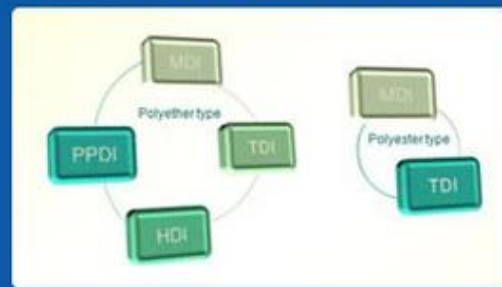 MDI
Polyether type
PPDI
TDI
HDI
MDI
Polyester type
TDI